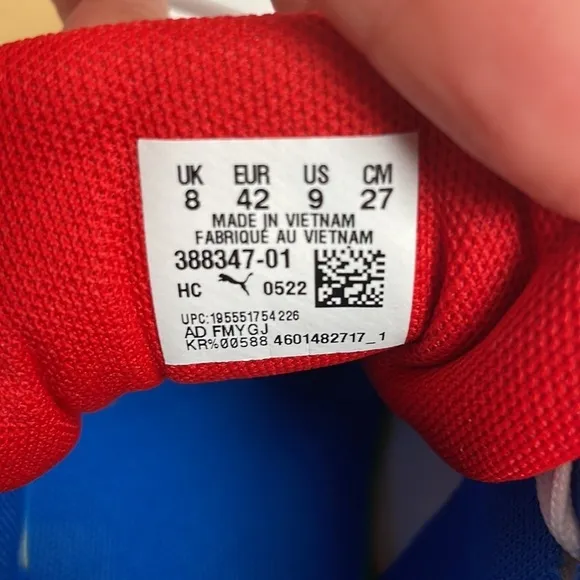 UK EUR US CM
8 42 9 27
MADE IN VIETNAM
FABRIQUÉ AU VIETNAM
388347-01
HC 0522
UPC:195551754226
AD FMYGJ
KR%00588 4601482717_1